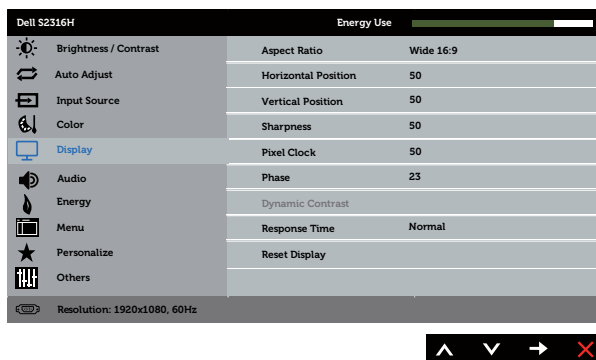 Dell S2316H Energy Use
Brightness / Contrast Aspect Ratio Wide 16:9
Auto Adjust Horizontal Position 50
Input Source Vertical Position 50
Color Sharpness 50
Display Pixel Clock 50
Audio Phase 23
Energy Dynamic Contrast
Menu Response Time Normal
Personalize Reset Display
Others
Resolution: 1920x1080, 60Hz